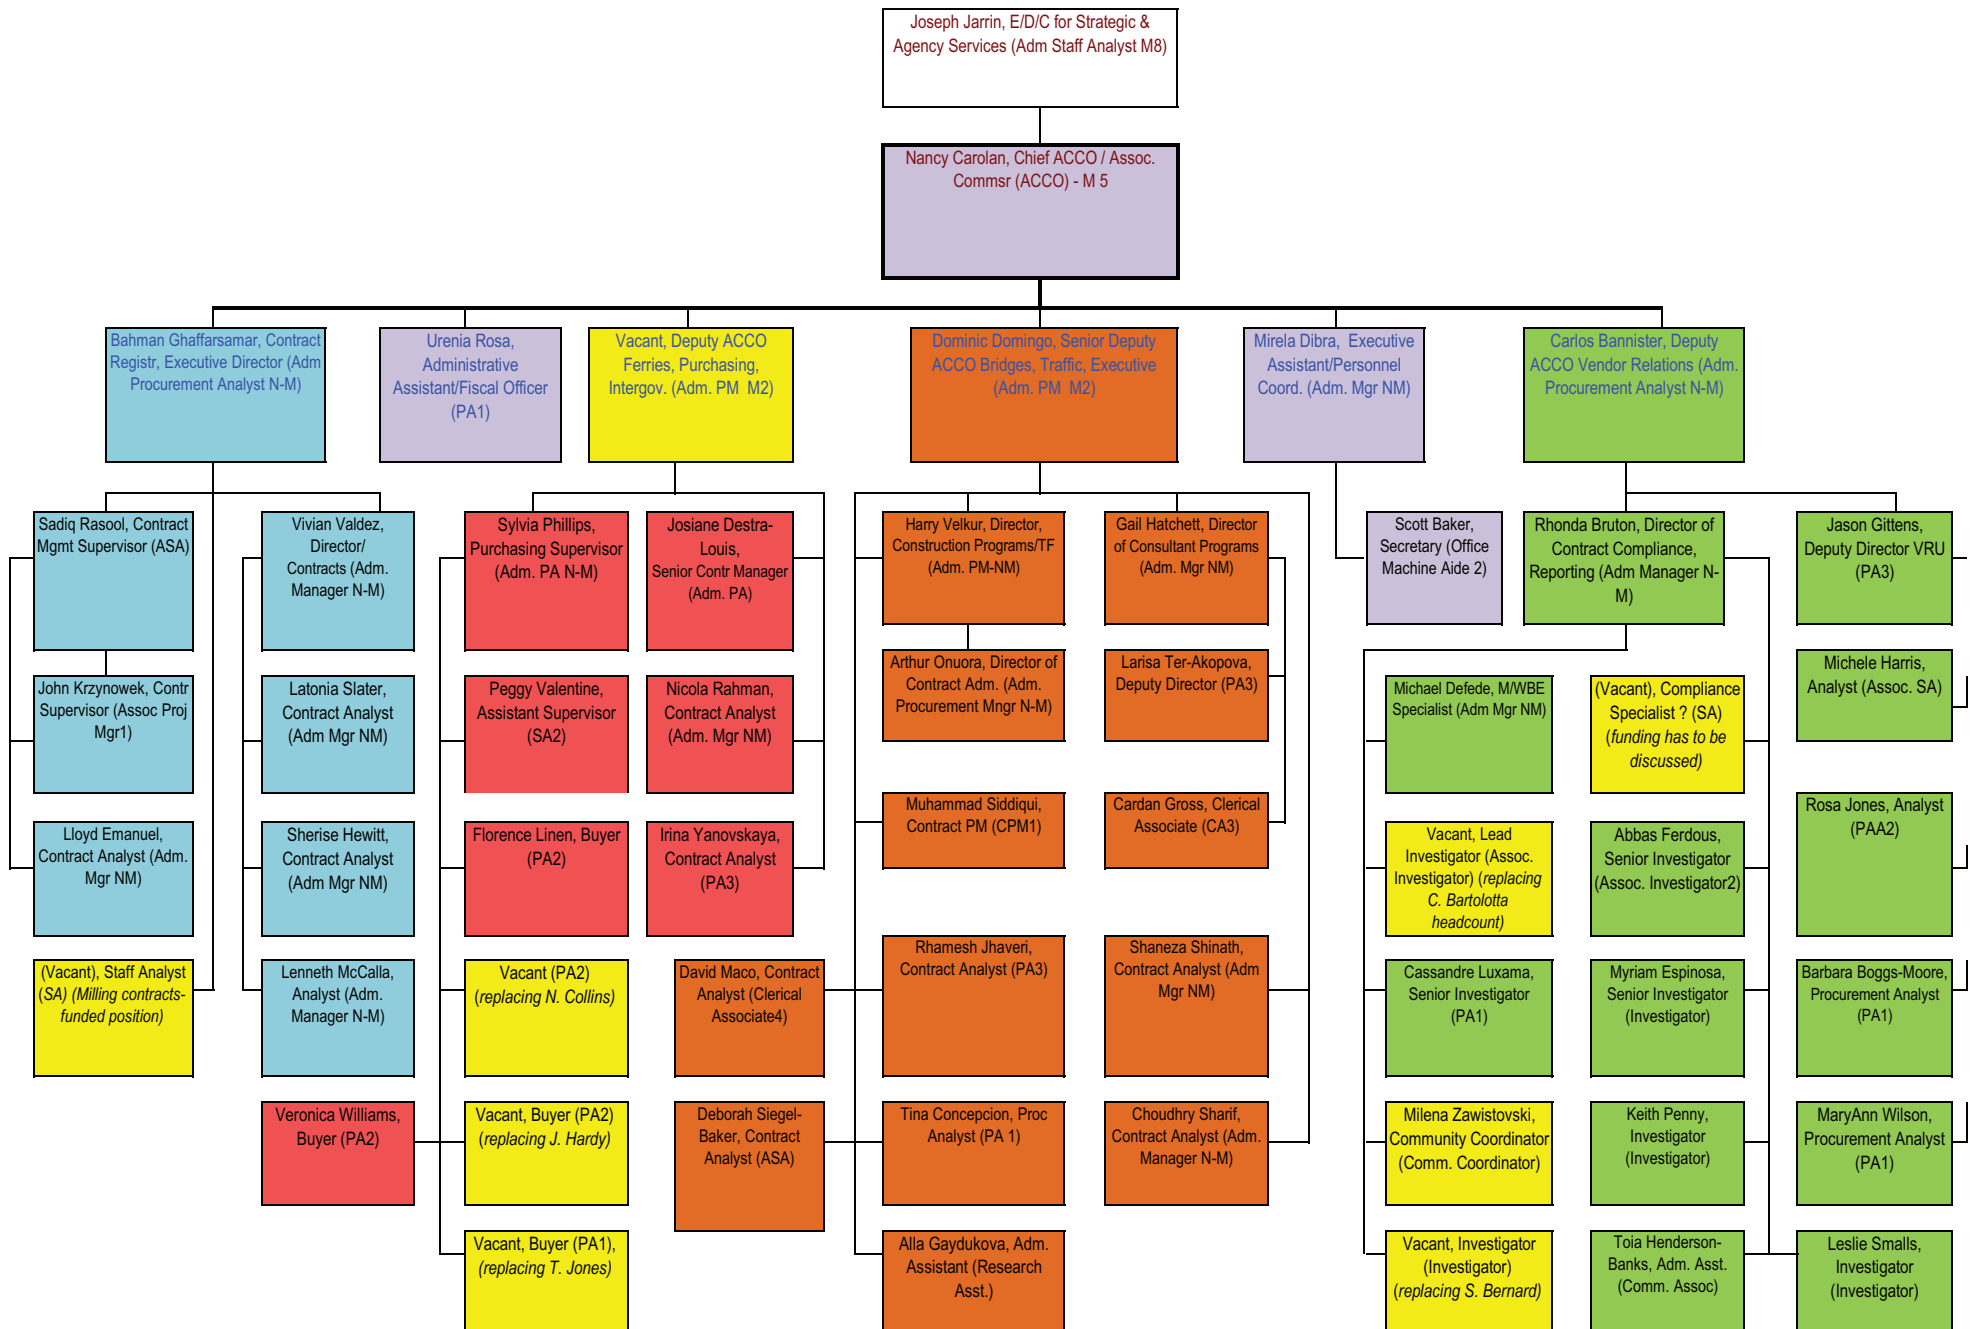 Joseph Jarrin, E/D/C for Strategic &
Agency Services (Adm Staff Analyst M8)
Nancy Carolan, Chief ACCO / Assoc.
Commsr (ACCO) - M 5
Bahman Ghaffarsamar, Contract
Registr, Executive Director (Adm
Procurement Analyst N-M)
Urenia Rosa,
Administrative
Assistant/Fiscal Officer
(PA1)
Vacant, Deputy ACCO
Ferries, Purchasing,
Intergov. (Adm. PM M2)
Dominic Domingo, Senior Deputy
ACCO Bridges, Traffic, Executive
(Adm. PM M2)
Mirela Dibra, Executive
Assistant/Personnel
Coord. (Adm. Mgr NM)
Carlos Bannister, Deputy
ACCO Vendor Relations (Adm.
Procurement Analyst N-M)
Sadiq Rasool, Contract
Mgmt Supervisor (ASA)
Vivian Valdez,
Director/
Contracts (Adm.
Manager N-M)
Sylvia Phillips,
Purchasing Supervisor
(Adm. PA N-M)
Josiane Destra-
Louis,
Senior Contr Manager
(Adm. PA)
Harry Velkur, Director,
Construction Programs/TF
(Adm. PM-NM)
Gail Hatchett, Director
of Consultant Programs
(Adm. Mgr NM)
Scott Baker,
Secretary (Office
Machine Aide 2)
Rhonda Bruton, Director of
Contract Compliance,
Reporting (Adm Manager N-
M)
Jason Gittens,
Deputy Director VRU
(PA3)
John Krzynowek, Contr
Supervisor (Assoc Proj
Mgr1)
Latonia Slater,
Contract Analyst
(Adm Mgr NM)
Peggy Valentine,
Assistant Supervisor
(SA2)
Nicola Rahman,
Contract Analyst
(Adm. Mgr NM)
Arthur Onuora, Director of
Contract Adm. (Adm.
Procurement Mngr N-M)
Larisa Ter-Akopova,
Deputy Director (PA3)
Michael Defede, M/WBE
Specialist (Adm Mgr NM)
(Vacant), Compliance
Specialist ? (SA)
(funding has to be
discussed)
Michele Harris,
Analyst (Assoc. SA)
Lloyd Emanuel,
Contract Analyst (Adm.
Mgr NM)
Sherise Hewitt,
Contract Analyst
(Adm Mgr NM)
Florence Linen, Buyer
(PA2)
Irina Yanovskaya,
Contract Analyst
(PA3)
Muhammad Siddiqui,
Contract PM (CPM1)
Cardan Gross, Clerical
Associate (CA3)
Vacant, Lead
Investigator (Assoc.
Investigator) (replacing
C. Bartolotta
headcount)
Abbas Ferdous,
Senior Investigator
(Assoc. Investigator2)
Rosa Jones, Analyst
(PAA2)
(Vacant), Staff Analyst
(SA) (Milling contracts-
funded position)
Lenneth McCalla,
Analyst (Adm.
Manager N-M)
Vacant (PA2)
(replacing N. Collins)
David Maco, Contract
Analyst (Clerical
Associate4)
Rhamesh Jhaveri,
Contract Analyst (PA3)
Shaneza Shinath,
Contract Analyst (Adm
Mgr NM)
Cassandre Luxama,
Senior Investigator
(PA1)
Myriam Espinosa,
Senior Investigator
(Investigator)
Barbara Boggs-Moore,
Procurement Analyst
(PA1)
Veronica Williams,
Buyer (PA2)
Vacant, Buyer (PA2)
(replacing J. Hardy)
Deborah Siegel-
Baker, Contract
Analyst (ASA)
Tina Concepcion, Proc
Analyst (PA 1)
Choudhry Sharif,
Contract Analyst (Adm.
Manager N-M)
Milena Zawistovski,
Community Coordinator
(Comm. Coordinator)
Keith Penny,
Investigator
(Investigator)
MaryAnn Wilson,
Procurement Analyst
(PA1)
Vacant, Buyer (PA1),
(replacing T. Jones)
Alla Gaydukova, Adm.
Assistant (Research
Asst.)
Vacant, Investigator
(Investigator)
(replacing S. Bernard)
Toia Henderson-
Banks, Adm. Asst.
(Comm. Assoc)
Leslie Smalls,
Investigator
(Investigator)